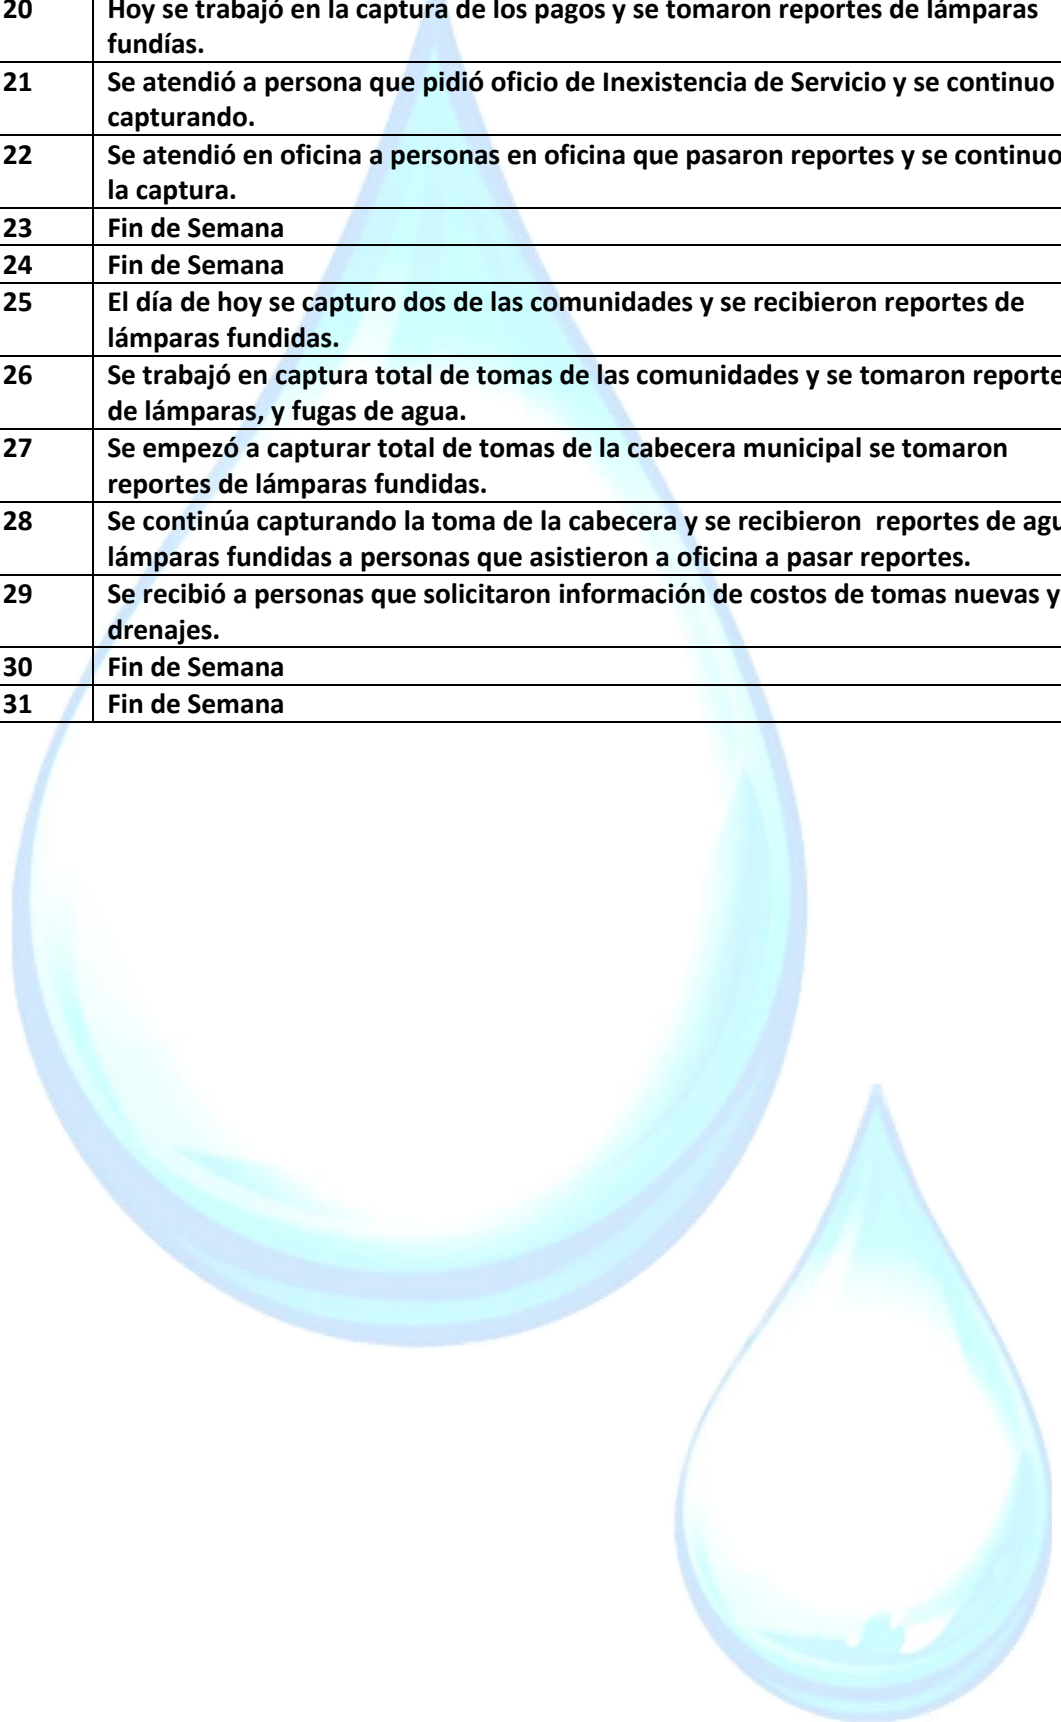 20 Hoy se trabajó en la captura de los pagos y se tomaron reportes de lámparas
fundías.
21 Se atendió a persona que pidió oficio de Inexistencia de Servicio y se continuo
capturando.
22 Se atendió en oficina a personas en oficina que pasaron reportes y se continuo
la captura.
23 Fin de Semana
24 Fin de Semana
25 El día de hoy se capturo dos de las comunidades y se recibieron reportes de
lámparas fundidas.
26 Se trabajó en captura total de tomas de las comunidades y se tomaron reporte
de lámparas, y fugas de agua.
27 Se empezó a capturar total de tomas de la cabecera municipal se tomaron
reportes de lámparas fundidas.
28 Se continúa capturando la toma de la cabecera y se recibieron reportes de agu
lámparas fundidas a personas que asistieron a oficina a pasar reportes.
29 Se recibió a personas que solicitaron información de costos de tomas nuevas y
drenajes.
30 Fin de Semana
31 Fin de Semana